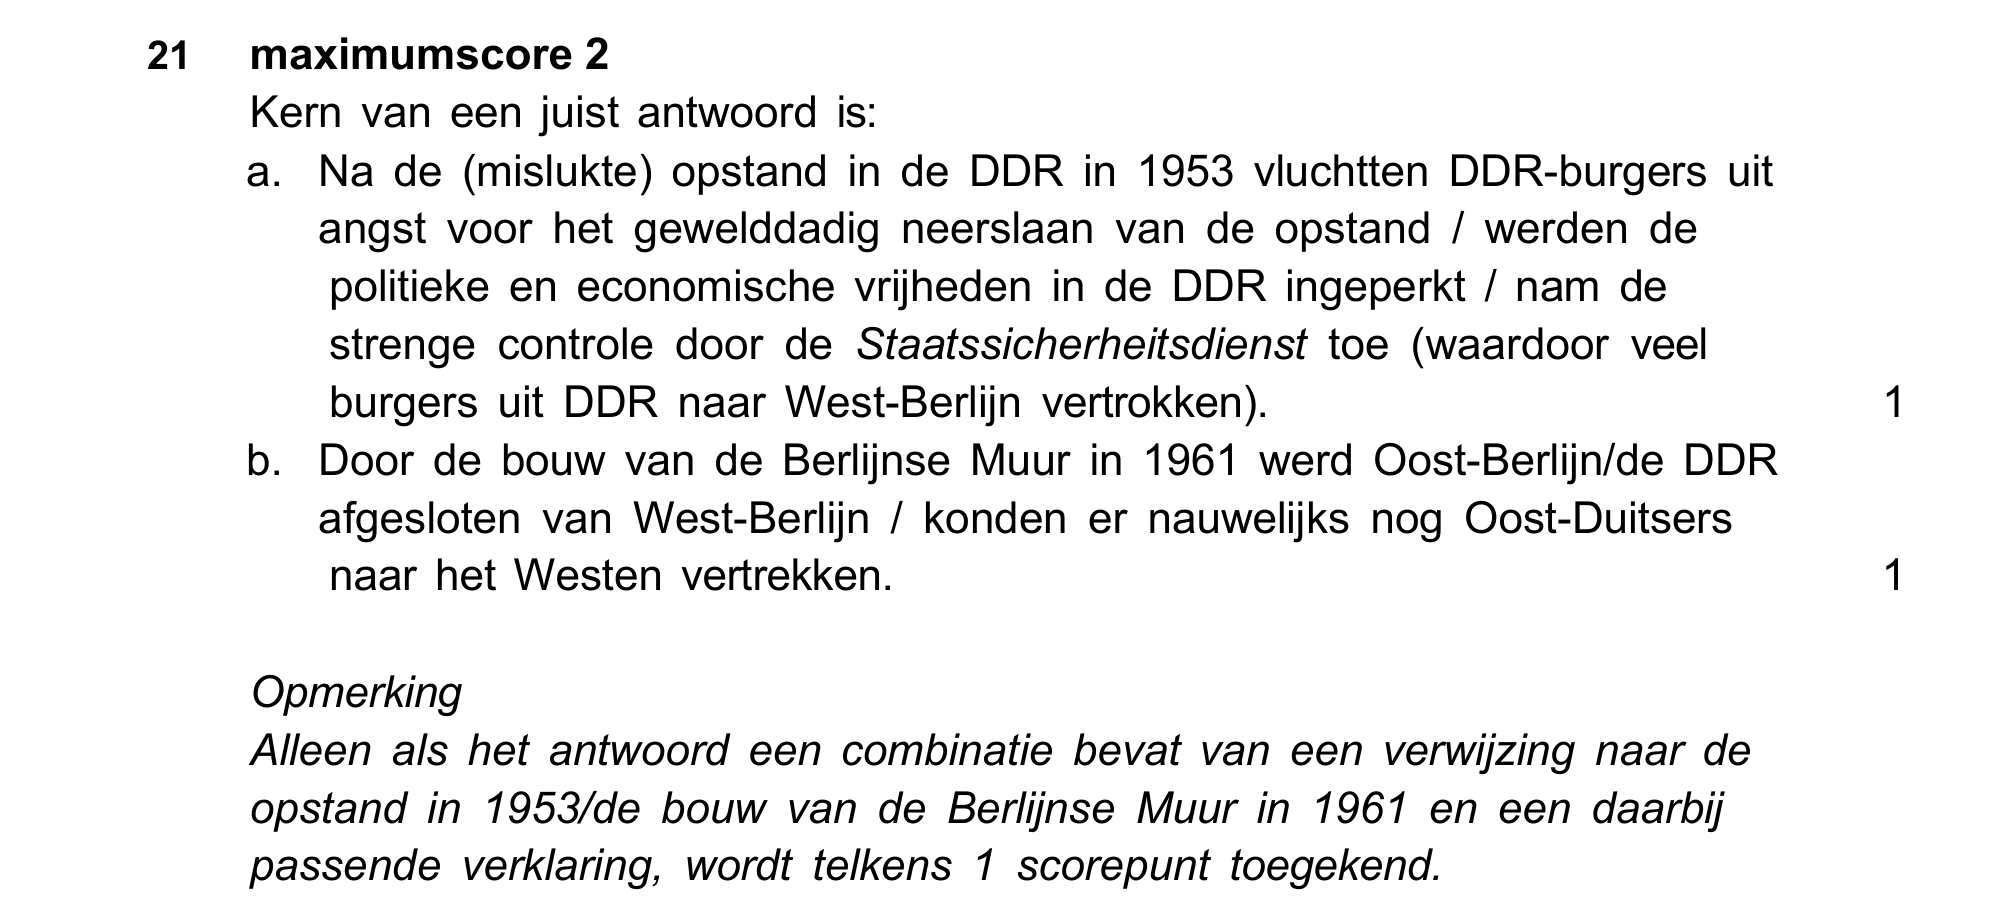 21 maximumscore 2
Kern van een juist antwoord is:
a. Na de (mislukte) opstand in de DDR in 1953 vluchtten DDR-burgers uit
angst voor het gewelddadig neerslaan van de opstand / werden de
politieke en economische vrijheden in de DDR ingeperkt / nam de
strenge controle door de Staatssicherheitsdienst toe (waardoor veel
burgers uit DDR naar West-Berlijn vertrokken). 1
b. Door de bouw van de Berlijnse Muur in 1961 werd Oost-Berlijn/de DDR
afgesloten van West-Berlijn / konden er nauwelijks nog Oost-Duitsers
naar het Westen vertrekken. 1
Opmerking
Alleen als het antwoord een combinatie bevat van een verwijzing naar de
opstand in 1953/de bouw van de Berlijnse Muur in 1961 en een daarbij
passende verklaring, wordt telkens 1 scorepunt toegekend.